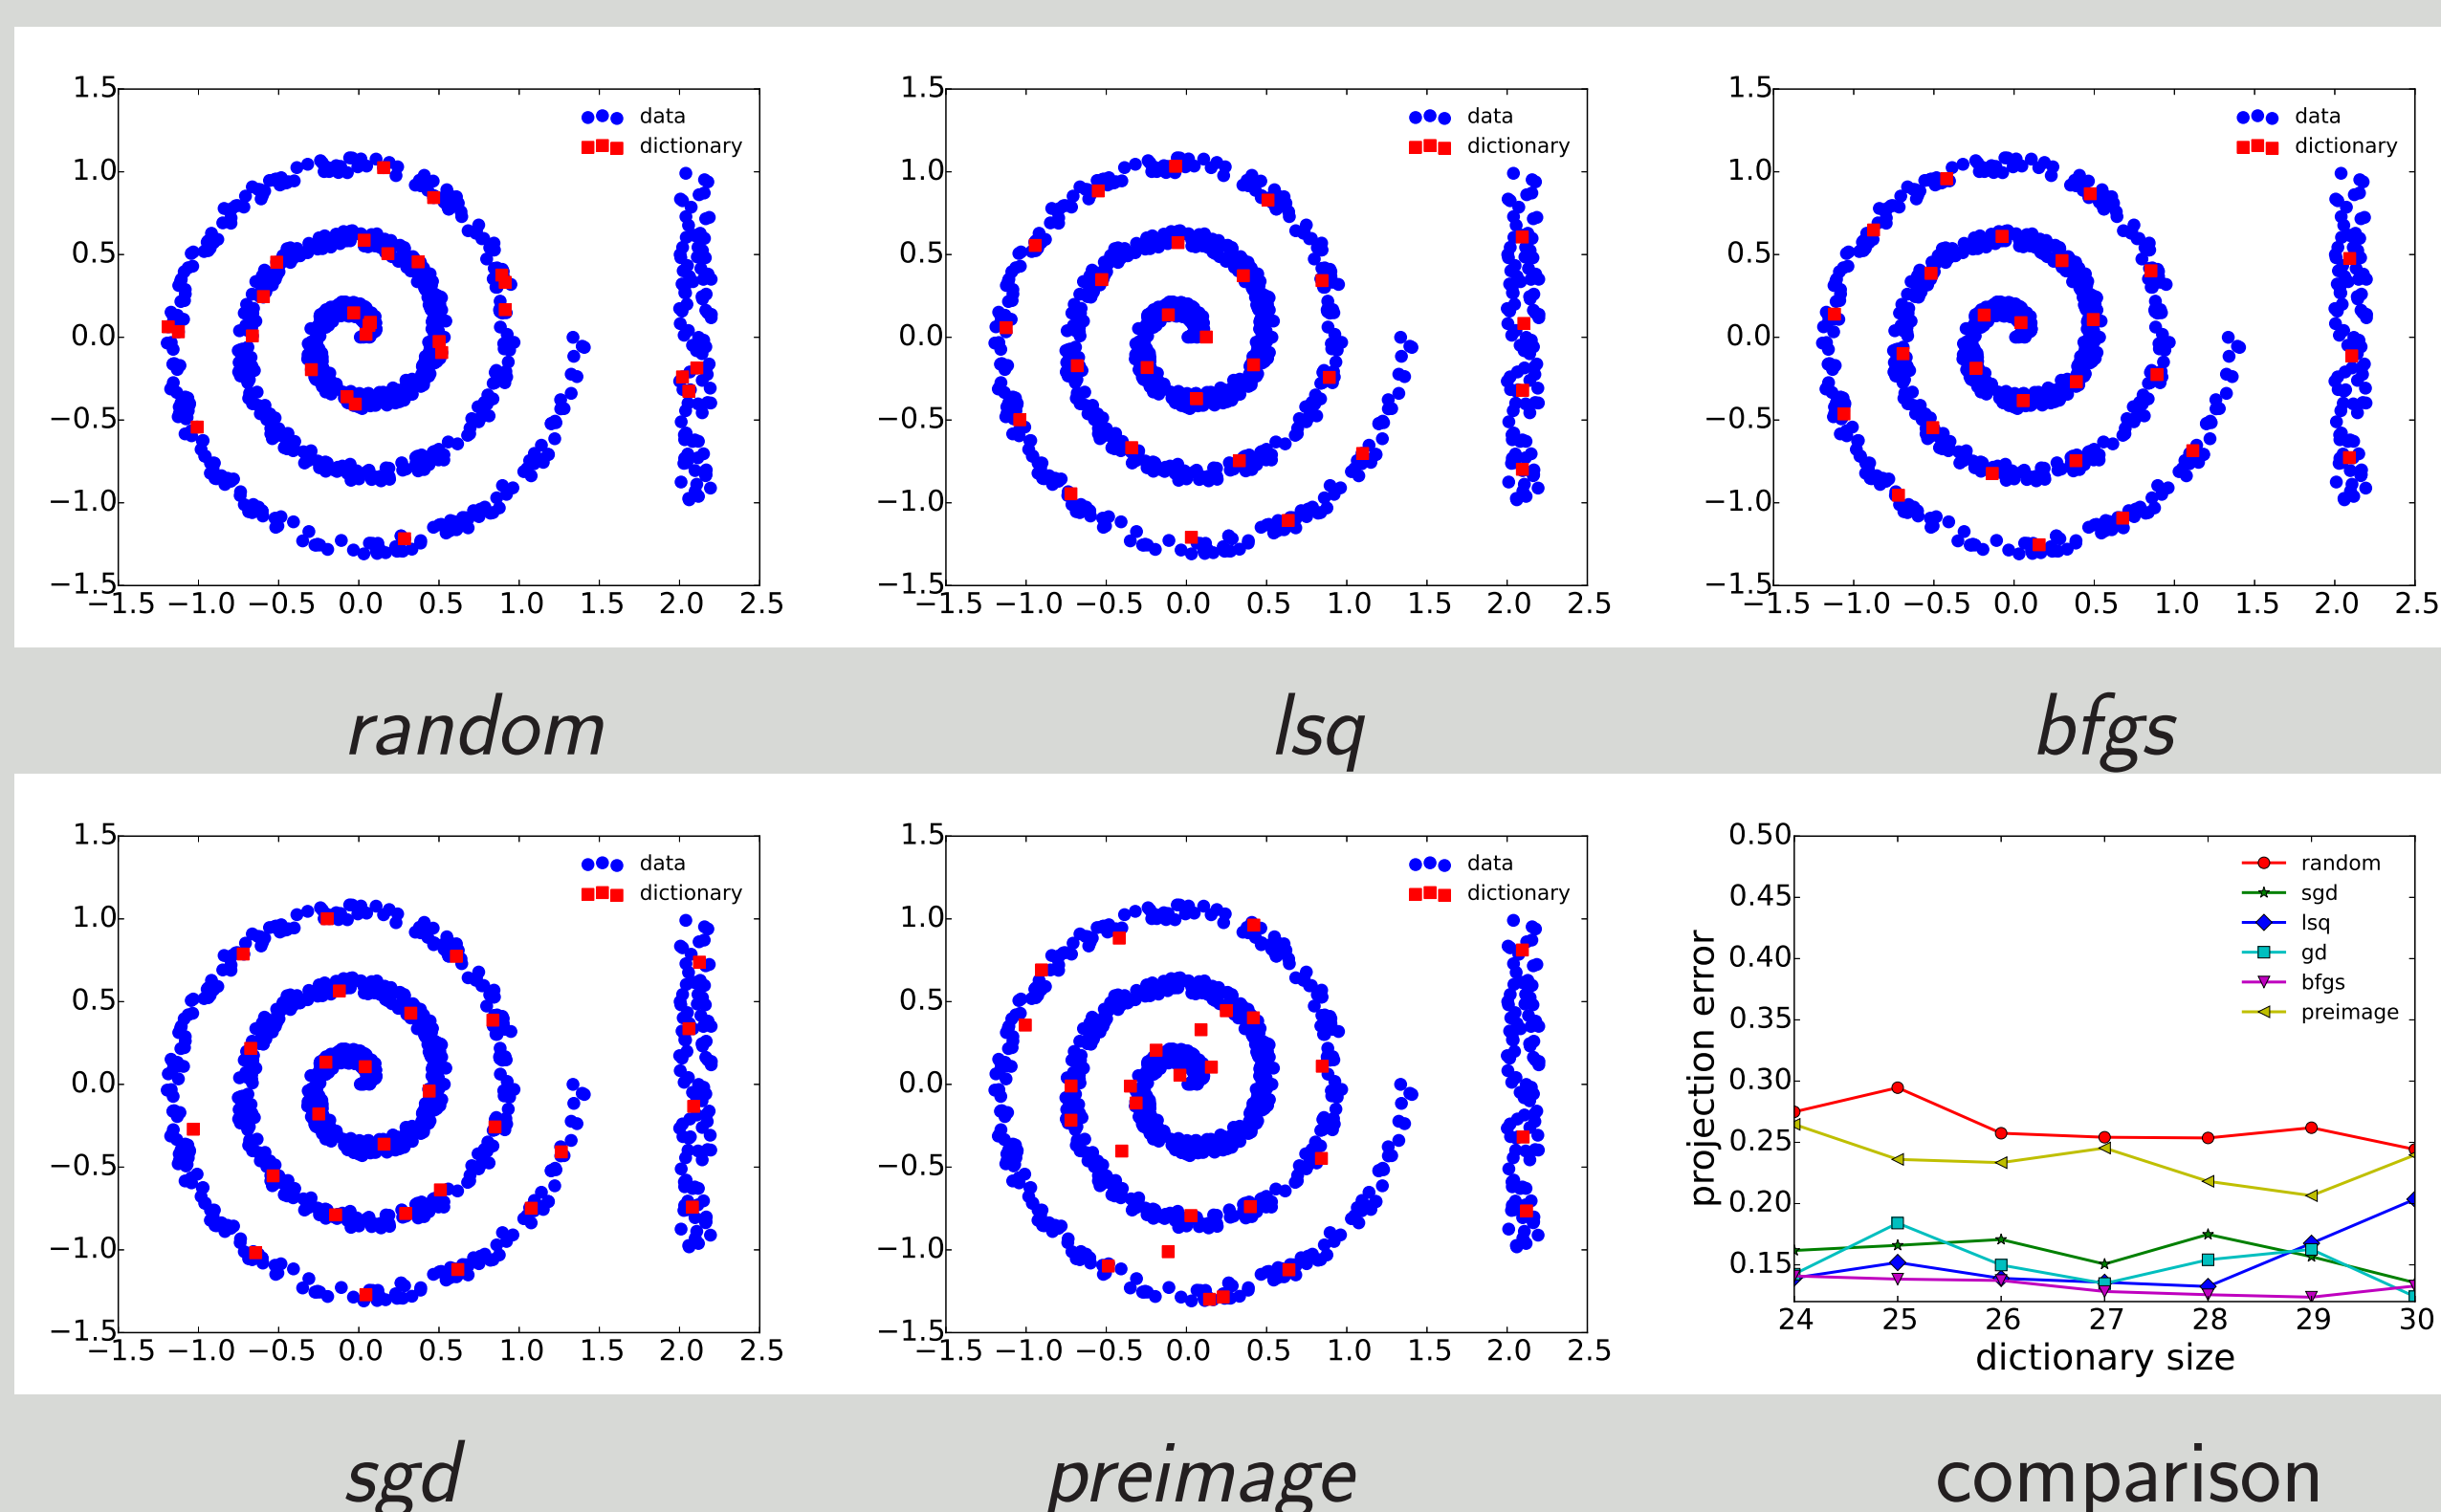 1.5 1.5 1.5
data data data
dictionary dictionary dictionary
1.0 1.0 1.0
0.5 0.5 0.5
0.0 0.0 0.0
−0.5 −0.5 −0.5
−1.0 −1.0 −1.0
−1.5 −1.5 −1.5
−1.5 −1.0 −0.5 0.0 0.5 1.0 1.5 2.0 2.5 −1.5 −1.0 −0.5 0.0 0.5 1.0 1.5 2.0 2.5 −1.5 −1.0 −0.5 0.0 0.5 1.0 1.5 2.0 2.5
random lsq bfgs
1.5
data
dictionary
1.0
0.5
0.0
−0.5
−1.0
−1.5
−1.5 −1.0 −0.5 0.0 0.5 1.0 1.5 2.0 2.5
1.5
data
dictionary
1.0
0.5
0.0
−0.5
−1.0
−1.5
−1.5 −1.0 −0.5 0.0 0.5 1.0 1.5 2.0 2.5
projection error
0.50
0.45
0.40
0.35
0.30
0.25
0.20
0.15
random
sgd
lsq
gd
bfgs
preimage
24 25 26 27 28 29 30
dictionary size
sgd preimage comparison